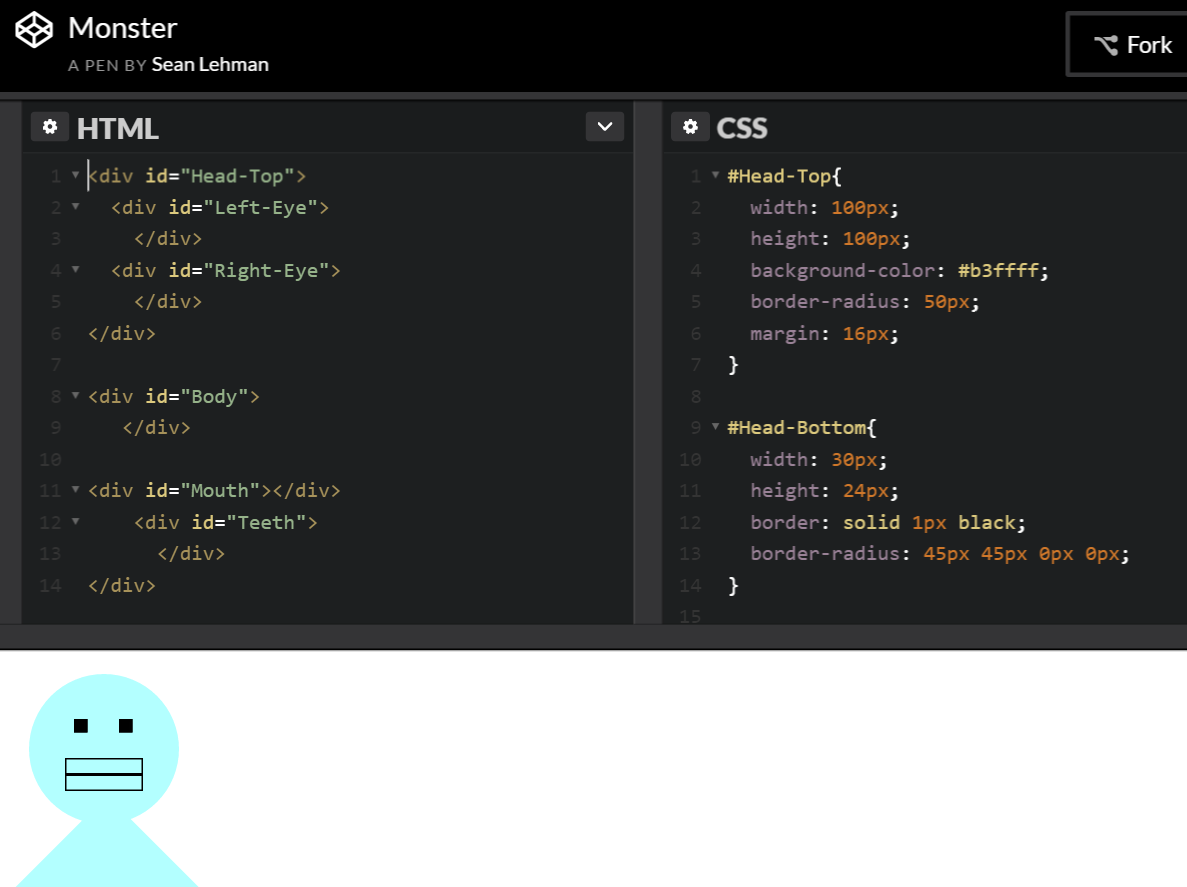 Monster
A PEN BY Sean Lehman
Fork
HTML
1 <div id="Head-Top">
2 <div id="Left-Eye">
3 </div>
4 <div id="Right-Eye">
5 </div>
6 </div>
7
8 <div id="Body">
9 </div>
10
11 <div id="Mouth"></div>
12 <div id="Teeth">
13 </div>
14 </div>
CSS
1 #Head-Top{
2 width: 100px;
3 height: 100px;
4 background-color: #b3ffff;
5 border-radius: 50px;
6 margin: 16px;
7 }
8
9 #Head-Bottom{
10 width: 30px;
11 height: 24px;
12 border: solid 1px black;
13 border-radius: 45px 45px 0px 0px;
14 }
15